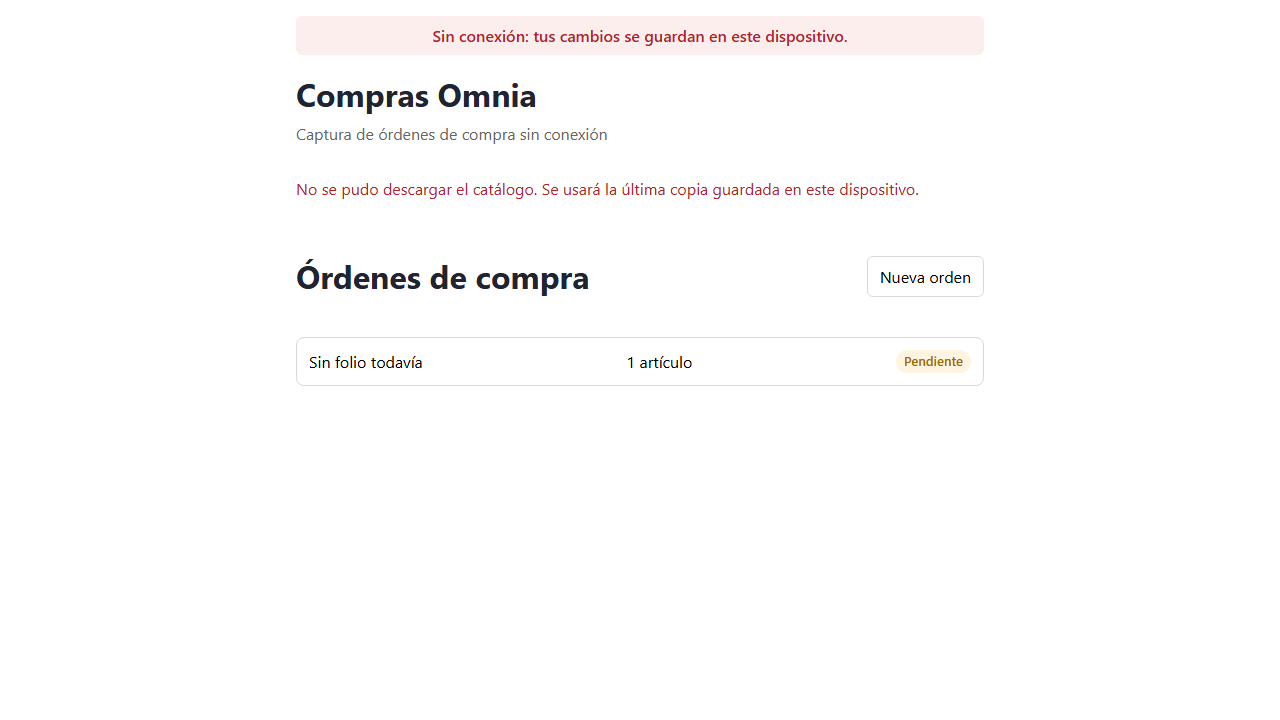 Sin conexión: tus cambios se guardan en este dispositivo.
Compras Omnia
Captura de órdenes de compra sin conexión
No se pudo descargar el catálogo. Se usará la última copia guardada en este dispositivo.
Órdenes de compra
Nueva orden
Sin folio todavía
1 artículo
Pendiente